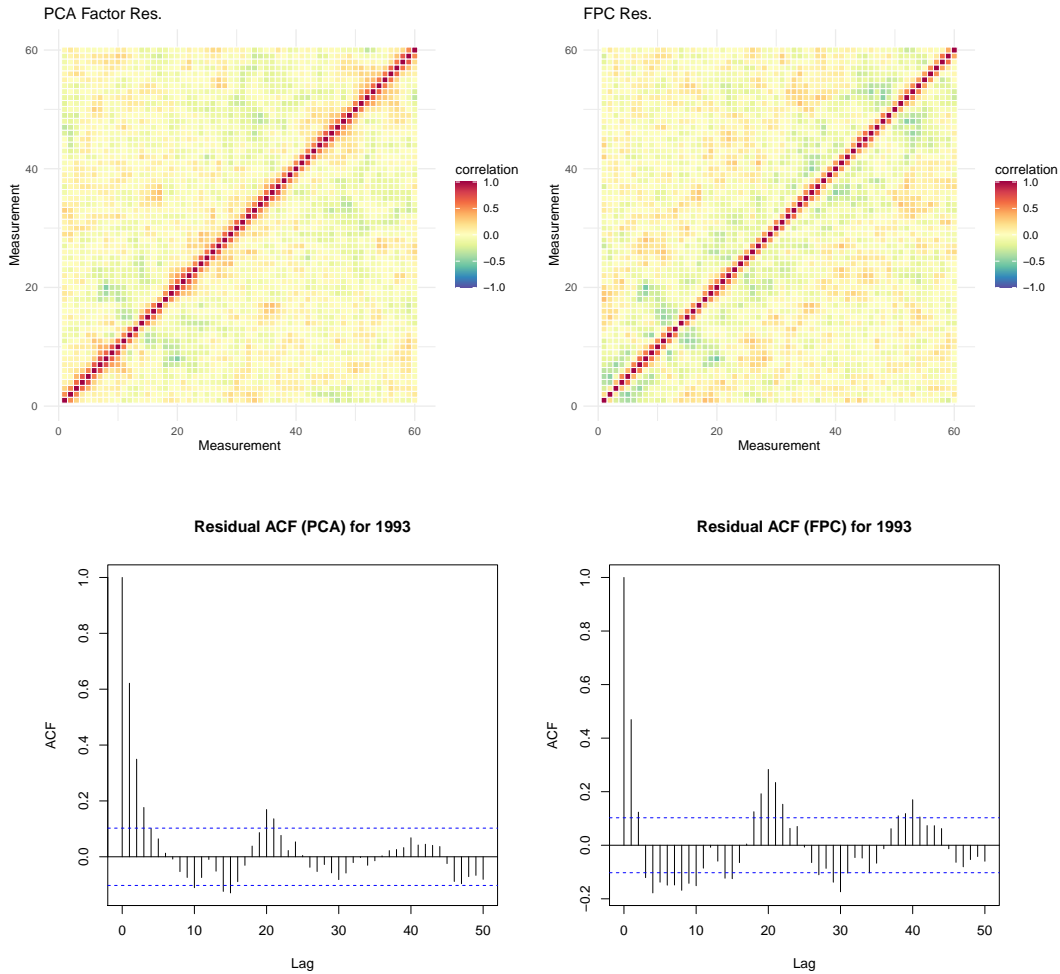 PCA Factor Res.
60
40
20
0
Measurement
0 20 40 60
Measurement
correlation
1.0
0.5
0.0
−0.5
−1.0
FPC Res.
60
40
20
0
Measurement
0 20 40 60
Measurement
correlation
1.0
0.5
0.0
−0.5
−1.0
Residual ACF (PCA) for 1993
1.0
0.8
0.6
0.4
0.2
0.0
ACF
0 10 20 30 40 50
Lag
Residual ACF (FPC) for 1993
1.0
0.8
0.6
0.4
0.2
0.0
−0.2
ACF
0 10 20 30 40 50
Lag